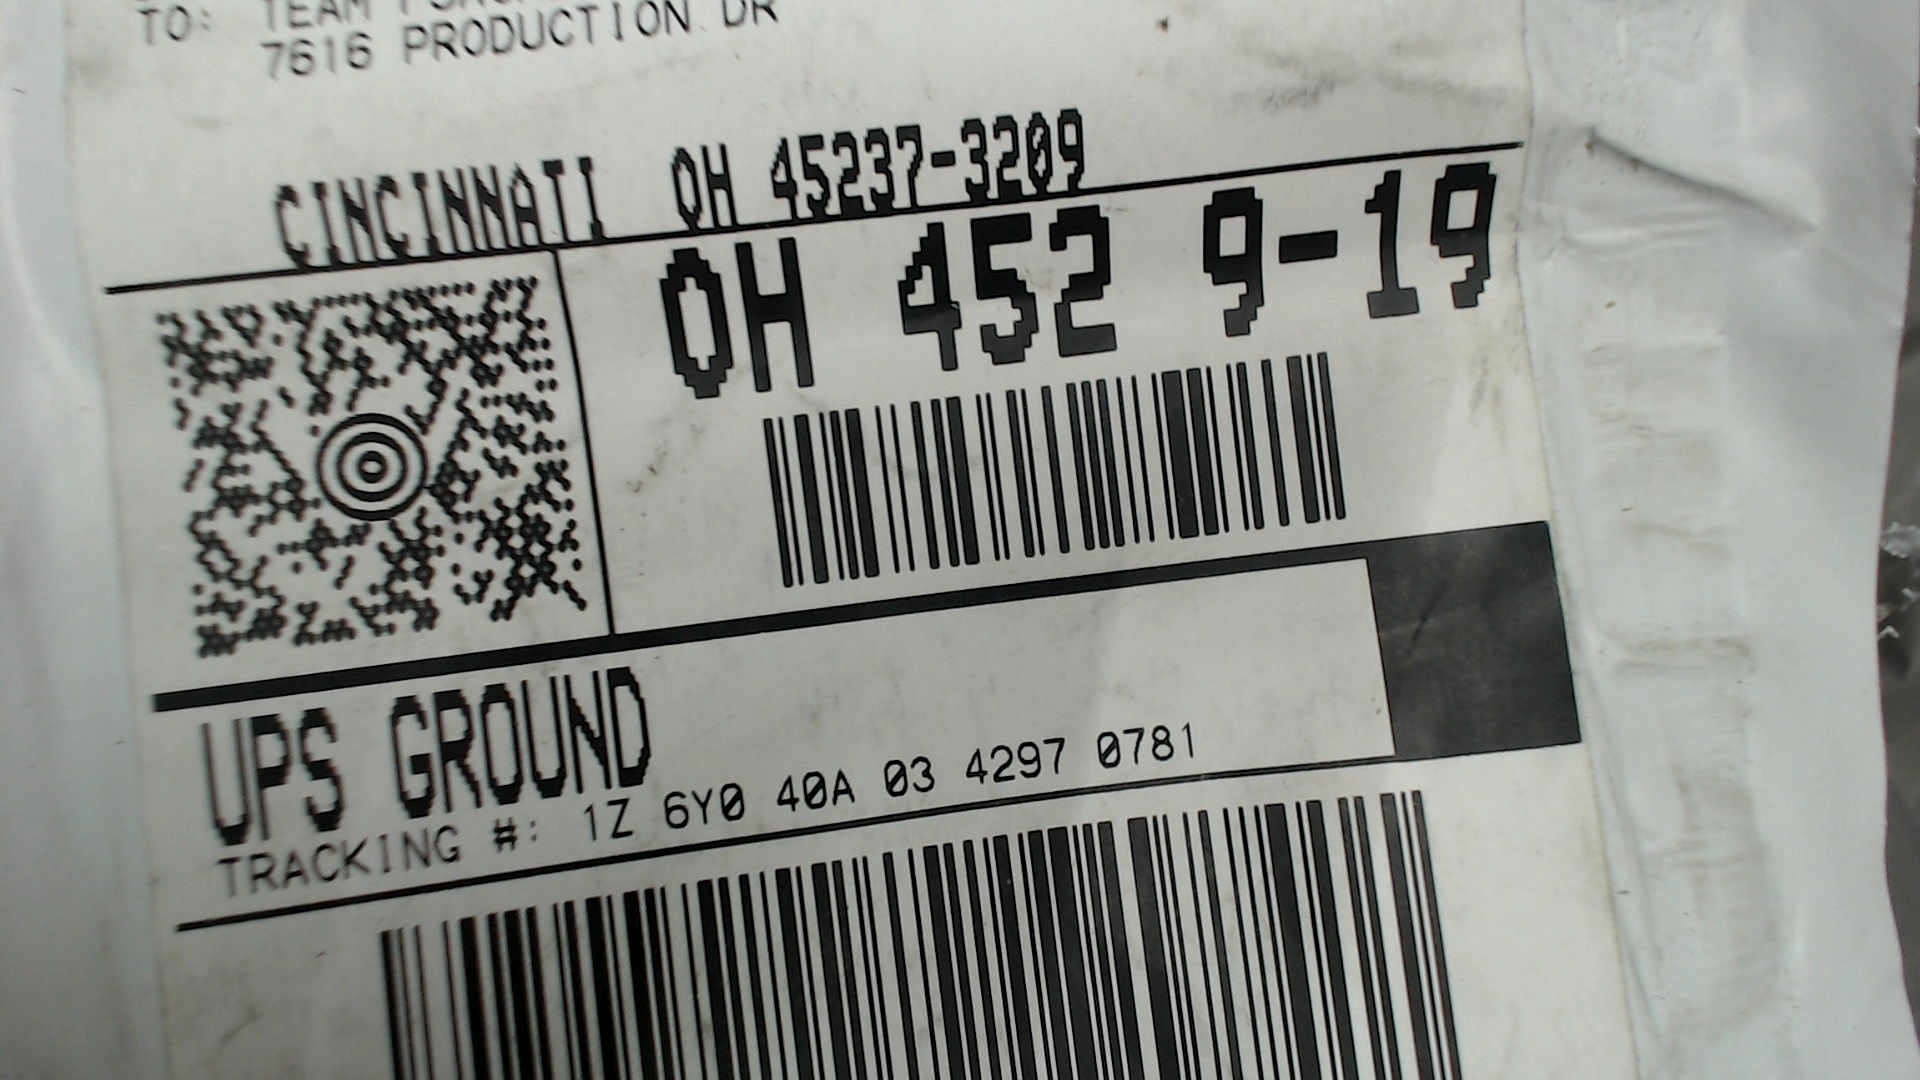 TO: TEAM
7616 PRODUCTION DR
CINCINNATI OH 45237-3209
OH 452 9-19
UPS GROUND
TRACKING #: 1Z 6Y0 40A 03 4297 0781